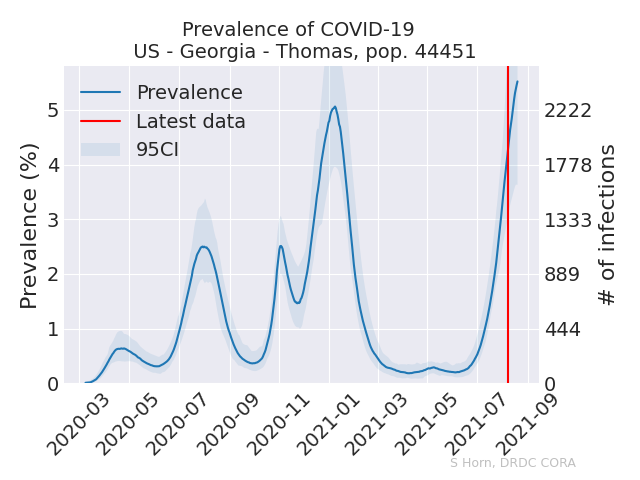 Prevalence of COVID-19
US - Georgia - Thomas, pop. 44451
Prevalence
Latest data
95CI
Prevalence (%)
5
4
3
2
1
0
2222
1778
1333
889
444
0
# of infections
2020-03
2020-05
2020-07
2020-09
2020-11
2021-01
2021-03
2021-05
2021-07
2021-09
S Horn, DRDC CORA